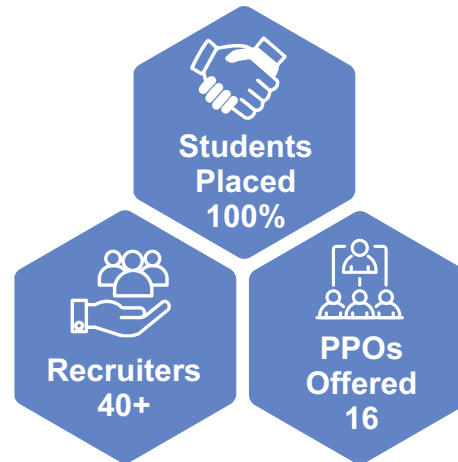 Students
Placed
100%
Recruiters
40+
PPOs
Offered
16